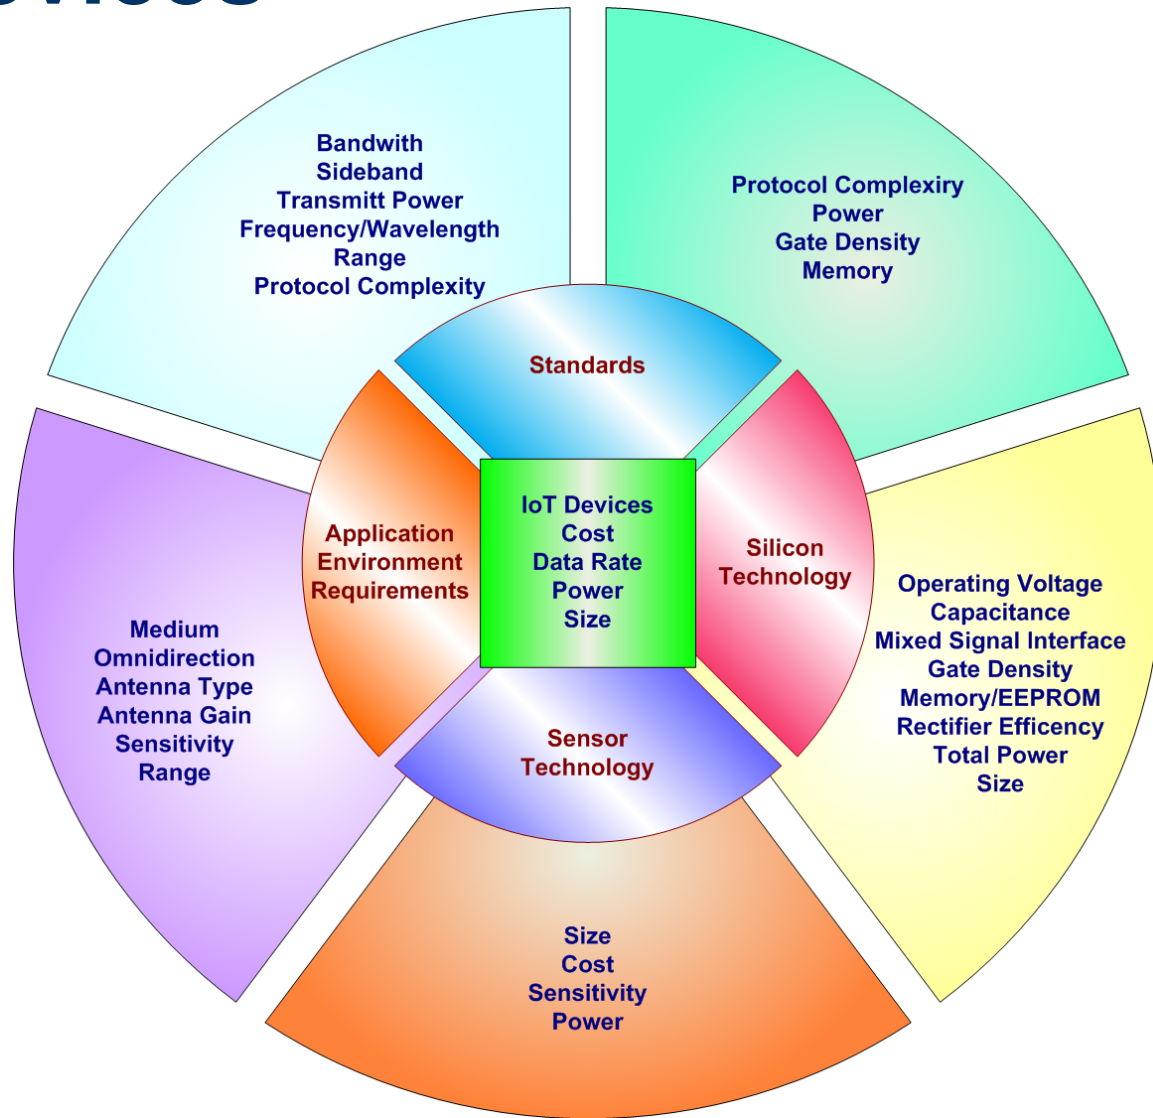 Bandwith
Sideband
Transmitt Power
Frequency/Wavelength
Range
Protocol Complexity
Protocol Complexiry
Power
Gate Density
Memory
Standards
Application
Environment
Requirements
IoT Devices
Cost
Data Rate
Power
Size
Silicon
Technology
Operating Voltage
Capacitance
Mixed Signal Interface
Gate Density
Memory/EEPROM
Rectifier Efficency
Total Power
Size
Medium
Omnidirection
Antenna Type
Antenna Gain
Sensitivity
Range
Sensor
Technology
Size
Cost
Sensitivity
Power